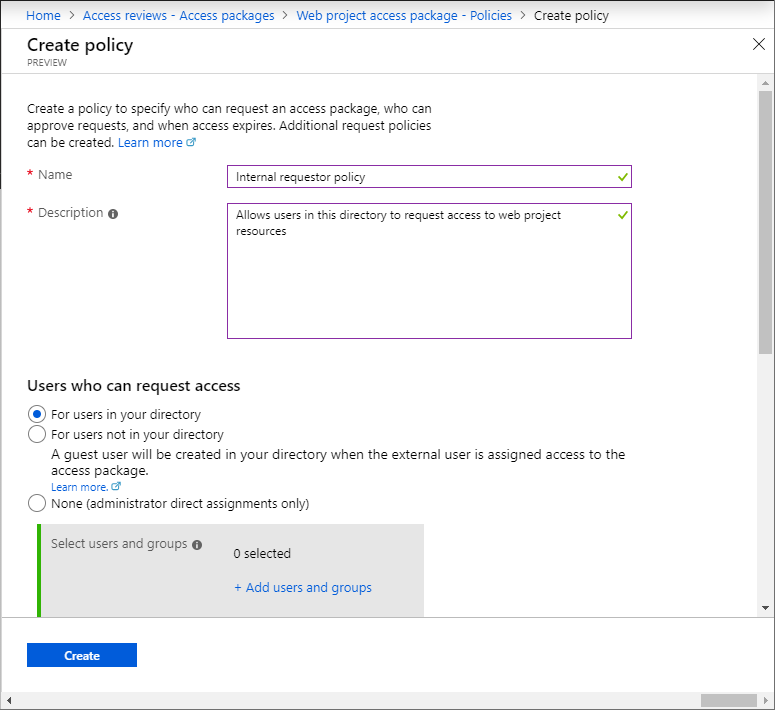 Home > Access reviews - Access packages > Web project access package - Policies > Create policy
Create policy
PREVIEW
Create a policy to specify who can request an access package, who can
approve requests, and when access expires. Additional request policies
can be created. Learn more
* Name
Internal requestor policy
* Description
Allows users in this directory to request access to web project
resources
Users who can request access
For users in your directory
For users not in your directory
A guest user will be created in your directory when the external user is assigned access to the
access package.
Learn more.
None (administrator direct assignments only)
Select users and groups
0 selected
+ Add users and groups
Create